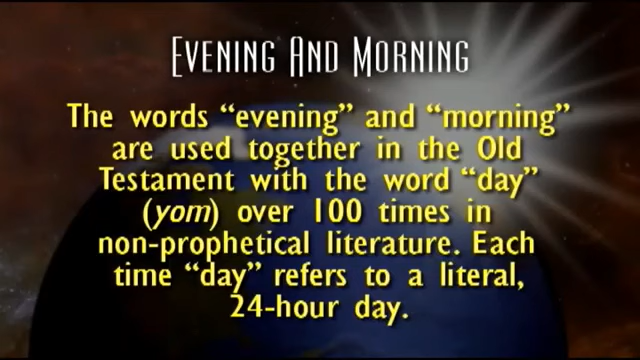 EVENING AND MORNING
The words “evening” and “morning”
are used together in the Old
Testament with the word “day”
(yom) over 100 times in
non-prophetical literature. Each
time “day” refers to a literal,
24-hour day.